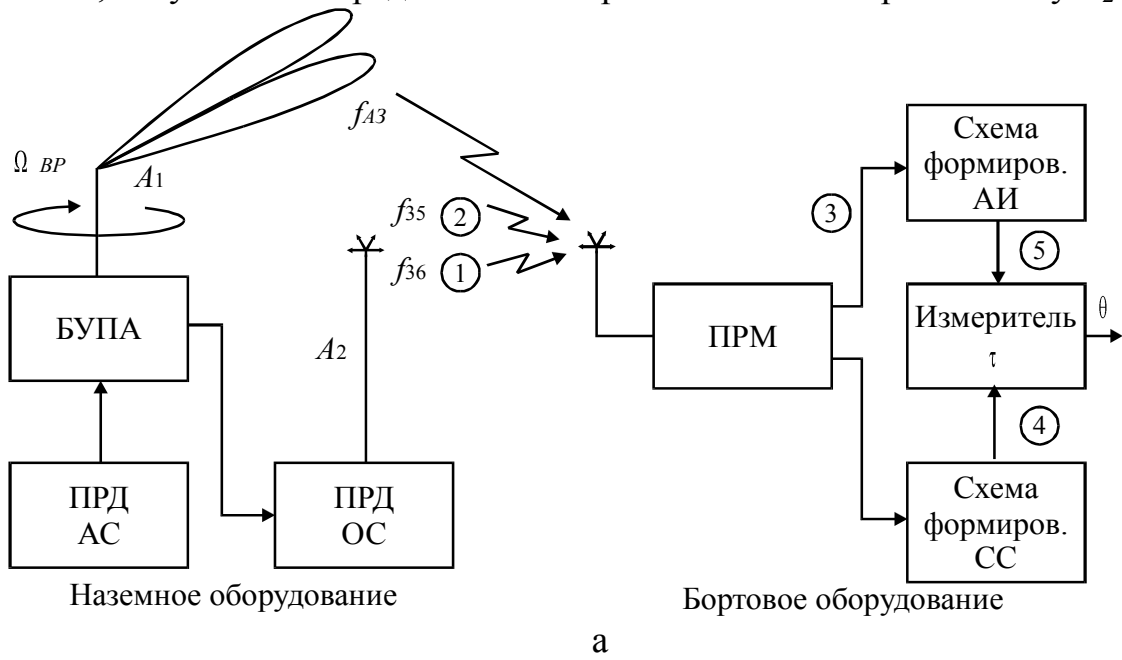 f АЗ
Схема
формиров.
АИ
Ω ВР
A1
3
f35 2
f36 1
5
БУПА
A2
ПРМ
Измеритель
τ
θ
4
ПРД
АС
ПРД
ОС
Схема
формиров.
СС
Наземное оборудование
Бортовое оборудование
а